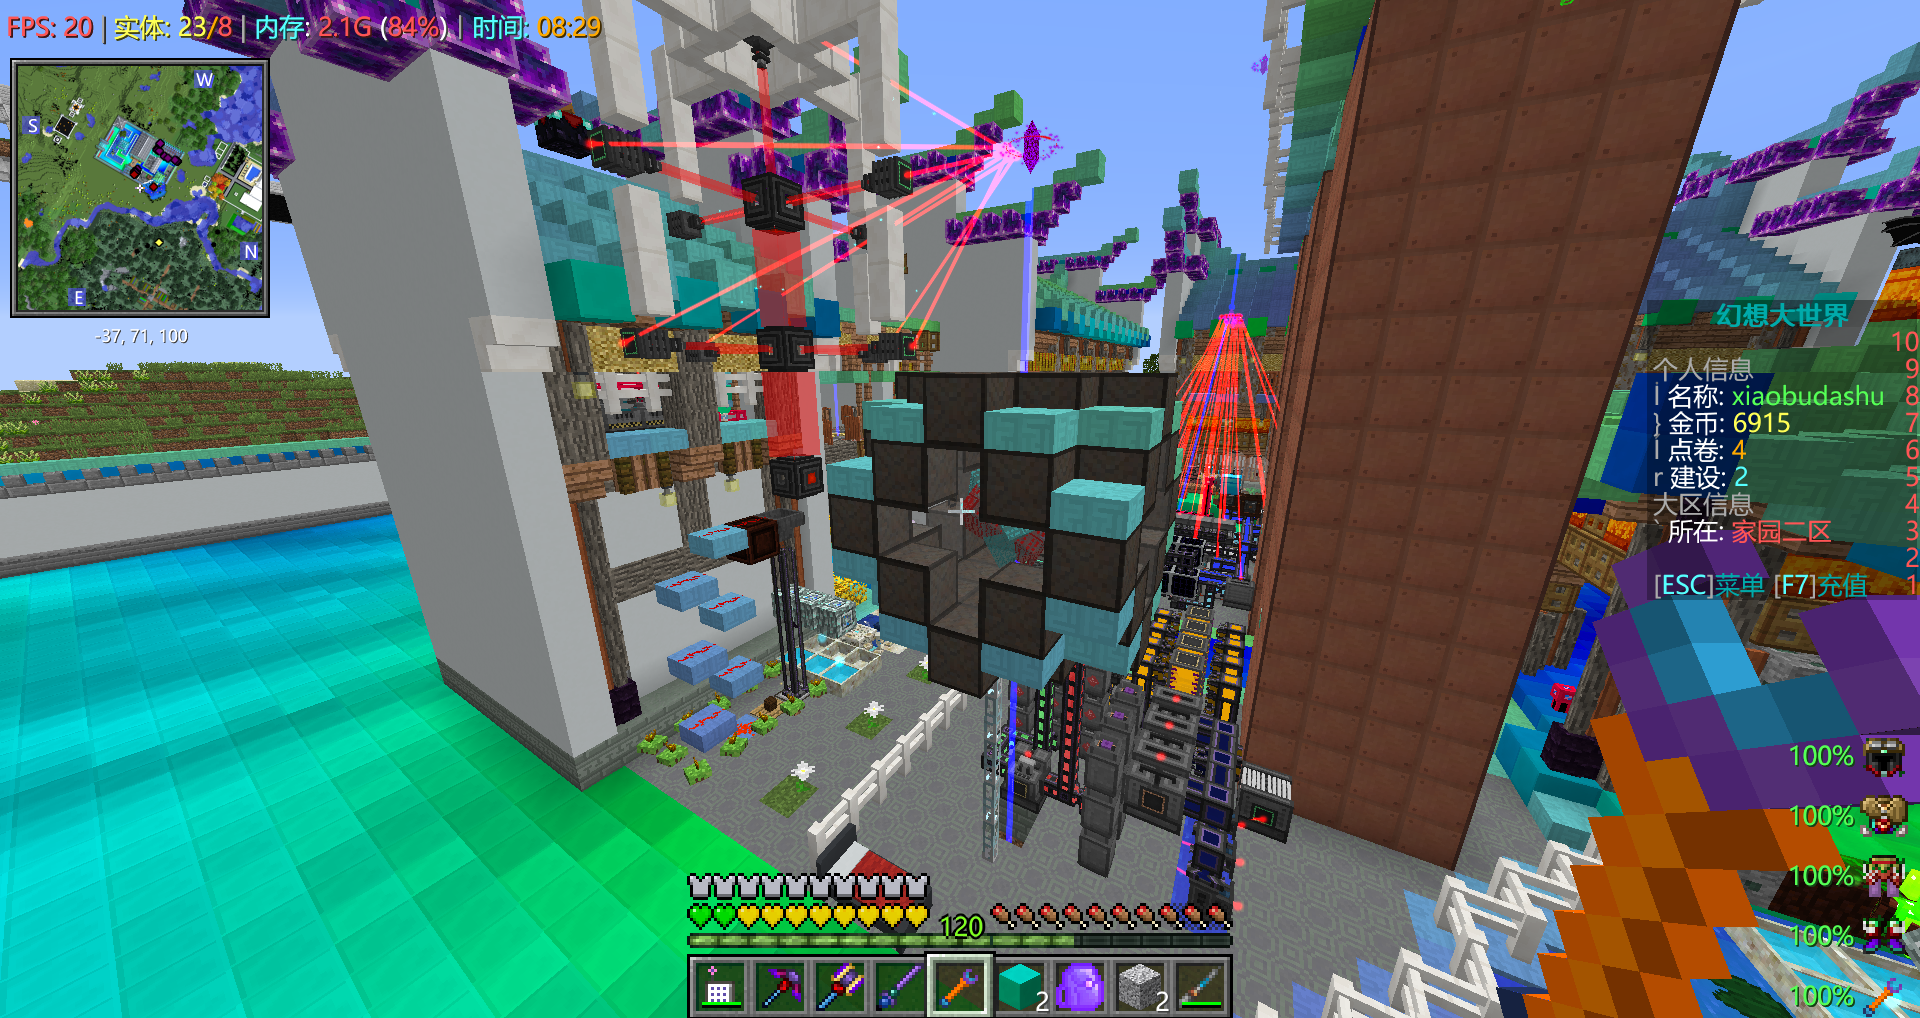 FPS: 20 | 实体: 23/8 | 内存: 2.1G (84%) | 时间: 08:29
W
S
N
E
-37, 71, 100
幻想大世界
10
个人信息 9
名称: xiaobudashu 8
金币: 6915 7
点卷: 4 6
建设: 2 5
大区信息 4
所在: 家园二区 3
2
[ESC]菜单 [F7]充值 1
100%
100%
100%
100%
100%
120
2
2